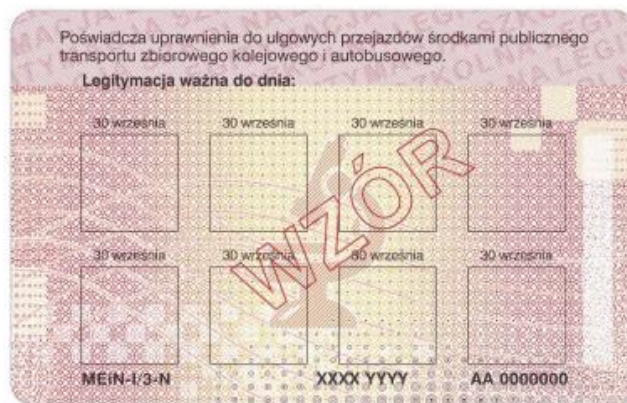 Poświadcza uprawnienia do ulgowych przejazdów środkami publicznego
transportu zbiorowego kolejowego i autobusowego.
Legitymacja ważna do dnia:
30 września 30 września 30 września 30 września
WZÓR
30 września 30 września 30 września 30 września
MEiN-I/3-N XXXX YYYY AA 0000000